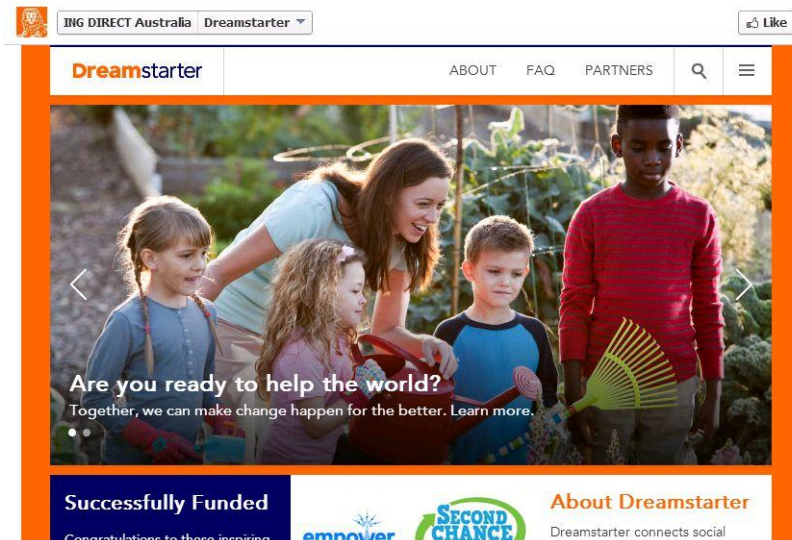 ING DIRECT Australia Dreamstarter
Like
Dreamstarter
ABOUT FAQ PARTNERS
Are you ready to help the world?
Together, we can make change happen for the better. Learn more.
Successfully Funded
Congratulations to these inspiring
empower
SECOND
CHANCE
About Dreamstarter
Dreamstarter connects social